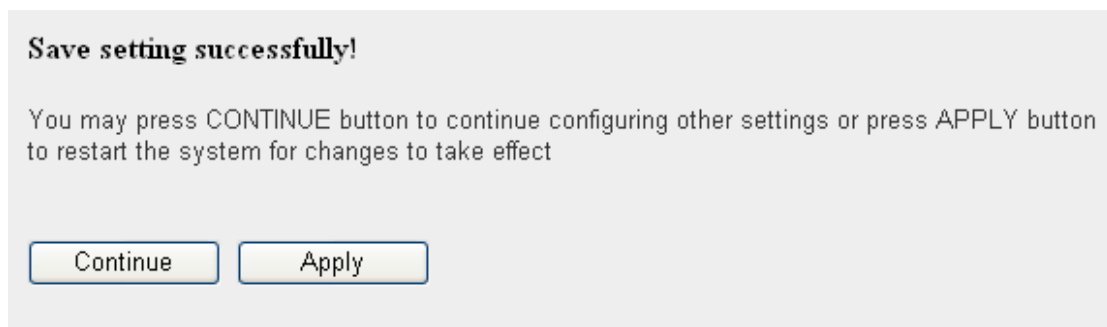 Save setting successfully!
You may press CONTINUE button to continue configuring other settings or press APPLY button
to restart the system for changes to take effect
Continue Apply